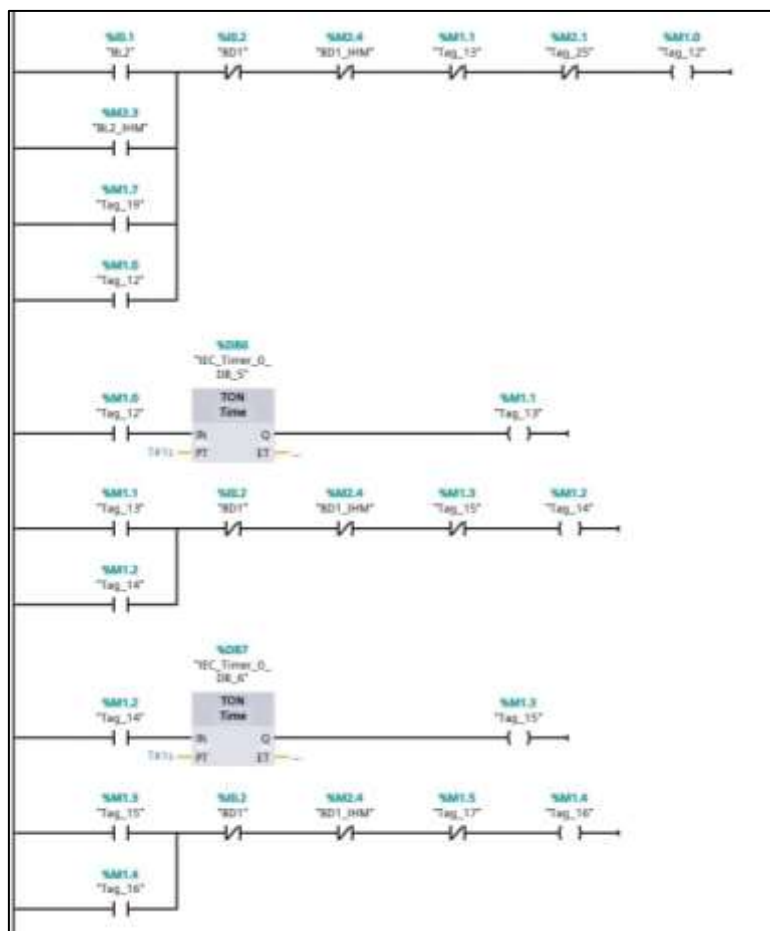 %I0.1 %I0.2 %M2.4 %M1.1 %M2.1 %M1.0
"BL2" "BD1" "BD1_IHM" "Tag_13" "Tag_25" "Tag_12"
"BL2_IHM"
%M1.7
"Tag_19"
%M1.0
"Tag_12"
%DB6
"IEC_Timer_0_
DB_5"
%M1.0 TON %M1.1
"Tag_12" Time "Tag_13"
IN Q
PT ET
%M1.1 %I0.2 %M2.4 %M1.3 %M1.2
"Tag_13" "BD1" "BD1_IHM" "Tag_15" "Tag_14"
%M1.2
"Tag_14"
%DB7
"IEC_Timer_0_
DB_6"
%M1.2 TON %M1.3
"Tag_14" Time "Tag_15"
IN Q
PT ET
%M1.3 %I0.2 %M2.4 %M1.5 %M1.4
"Tag_15" "BD1" "BD1_IHM" "Tag_17" "Tag_16"
%M1.4
"Tag_16"